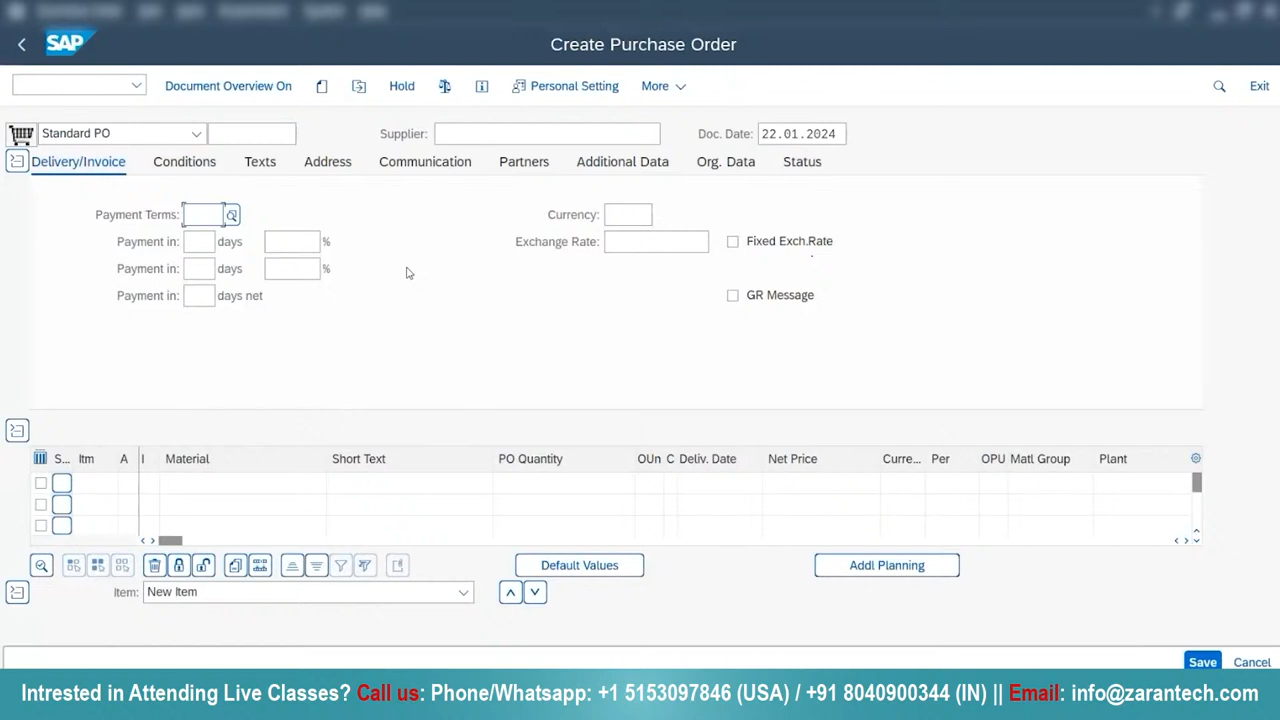 SAP
Create Purchase Order
Document Overview On Hold Personal Setting More Exit
Standard PO Supplier: Doc. Date: 22.01.2024
Delivery/Invoice Conditions Texts Address Communication Partners Additional Data Org. Data Status
Payment Terms: Currency:
Payment in: days % Exchange Rate: Fixed Exch.Rate
Payment in: days %
Payment in: days net GR Message
S... Itm A I Material Short Text PO Quantity OUn C Deliv. Date Net Price Curre... Per OPU Matl Group Plant
Default Values Addl Planning
Item: New Item
Save Cancel
Intrested in Attending Live Classes? Call us: Phone/Whatsapp: +1 5153097846 (USA) / +91 8040900344 (IN) || Email: info@zarantech.com